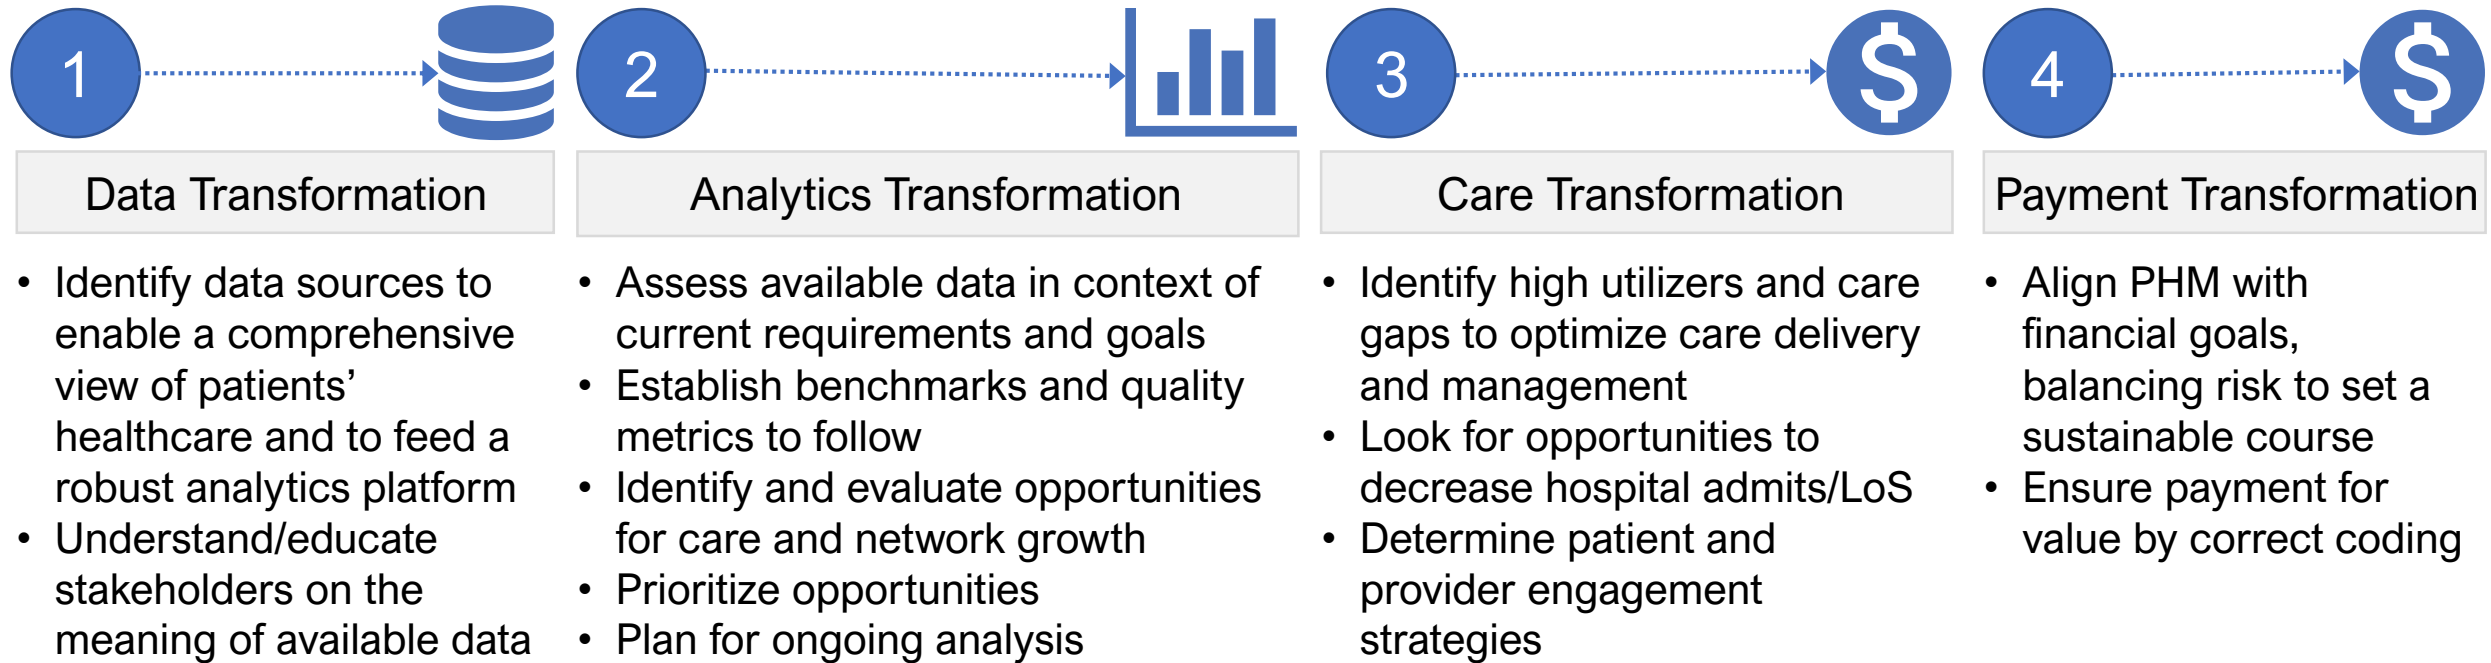 1
Data Transformation
• Identify data sources to
enable a comprehensive
view of patients’
healthcare and to feed a
robust analytics platform
• Understand/educate
stakeholders on the
meaning of available data
2
Analytics Transformation
• Assess available data in context of
current requirements and goals
• Establish benchmarks and quality
metrics to follow
• Identify and evaluate opportunities
for care and network growth
• Prioritize opportunities
• Plan for ongoing analysis
3
$
Care Transformation
• Identify high utilizers and care
gaps to optimize care delivery
and management
• Look for opportunities to
decrease hospital admits/LoS
• Determine patient and
provider engagement
strategies
4
$
Payment Transformation
• Align PHM with
financial goals,
balancing risk to set a
sustainable course
• Ensure payment for
value by correct coding